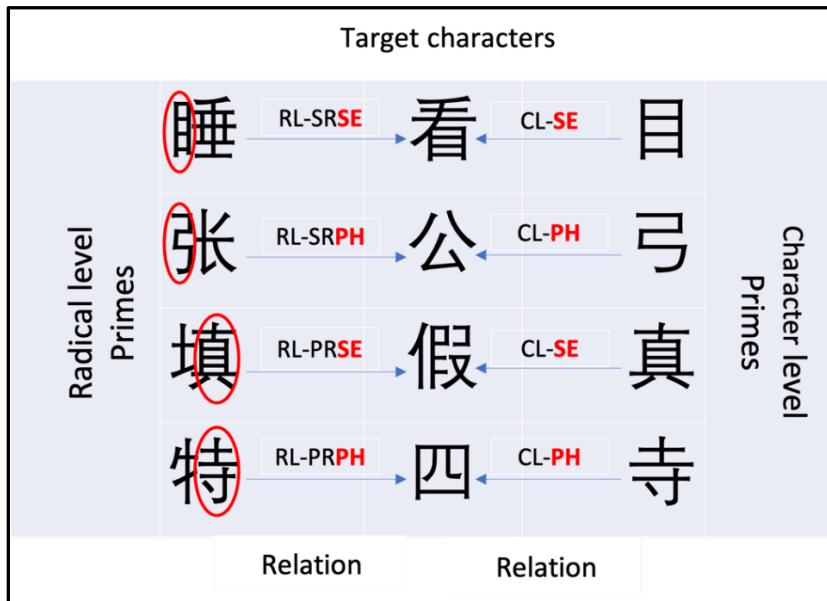 Target characters
Radical level
Primes
睡 RL-SRSE 看 CL-SE 目
张 RL-SRPH 公 CL-PH 弓
填 RL-PRSE 假 CL-SE 真
特 RL-PRPH 四 CL-PH 寺
Character level
Primes
Relation Relation